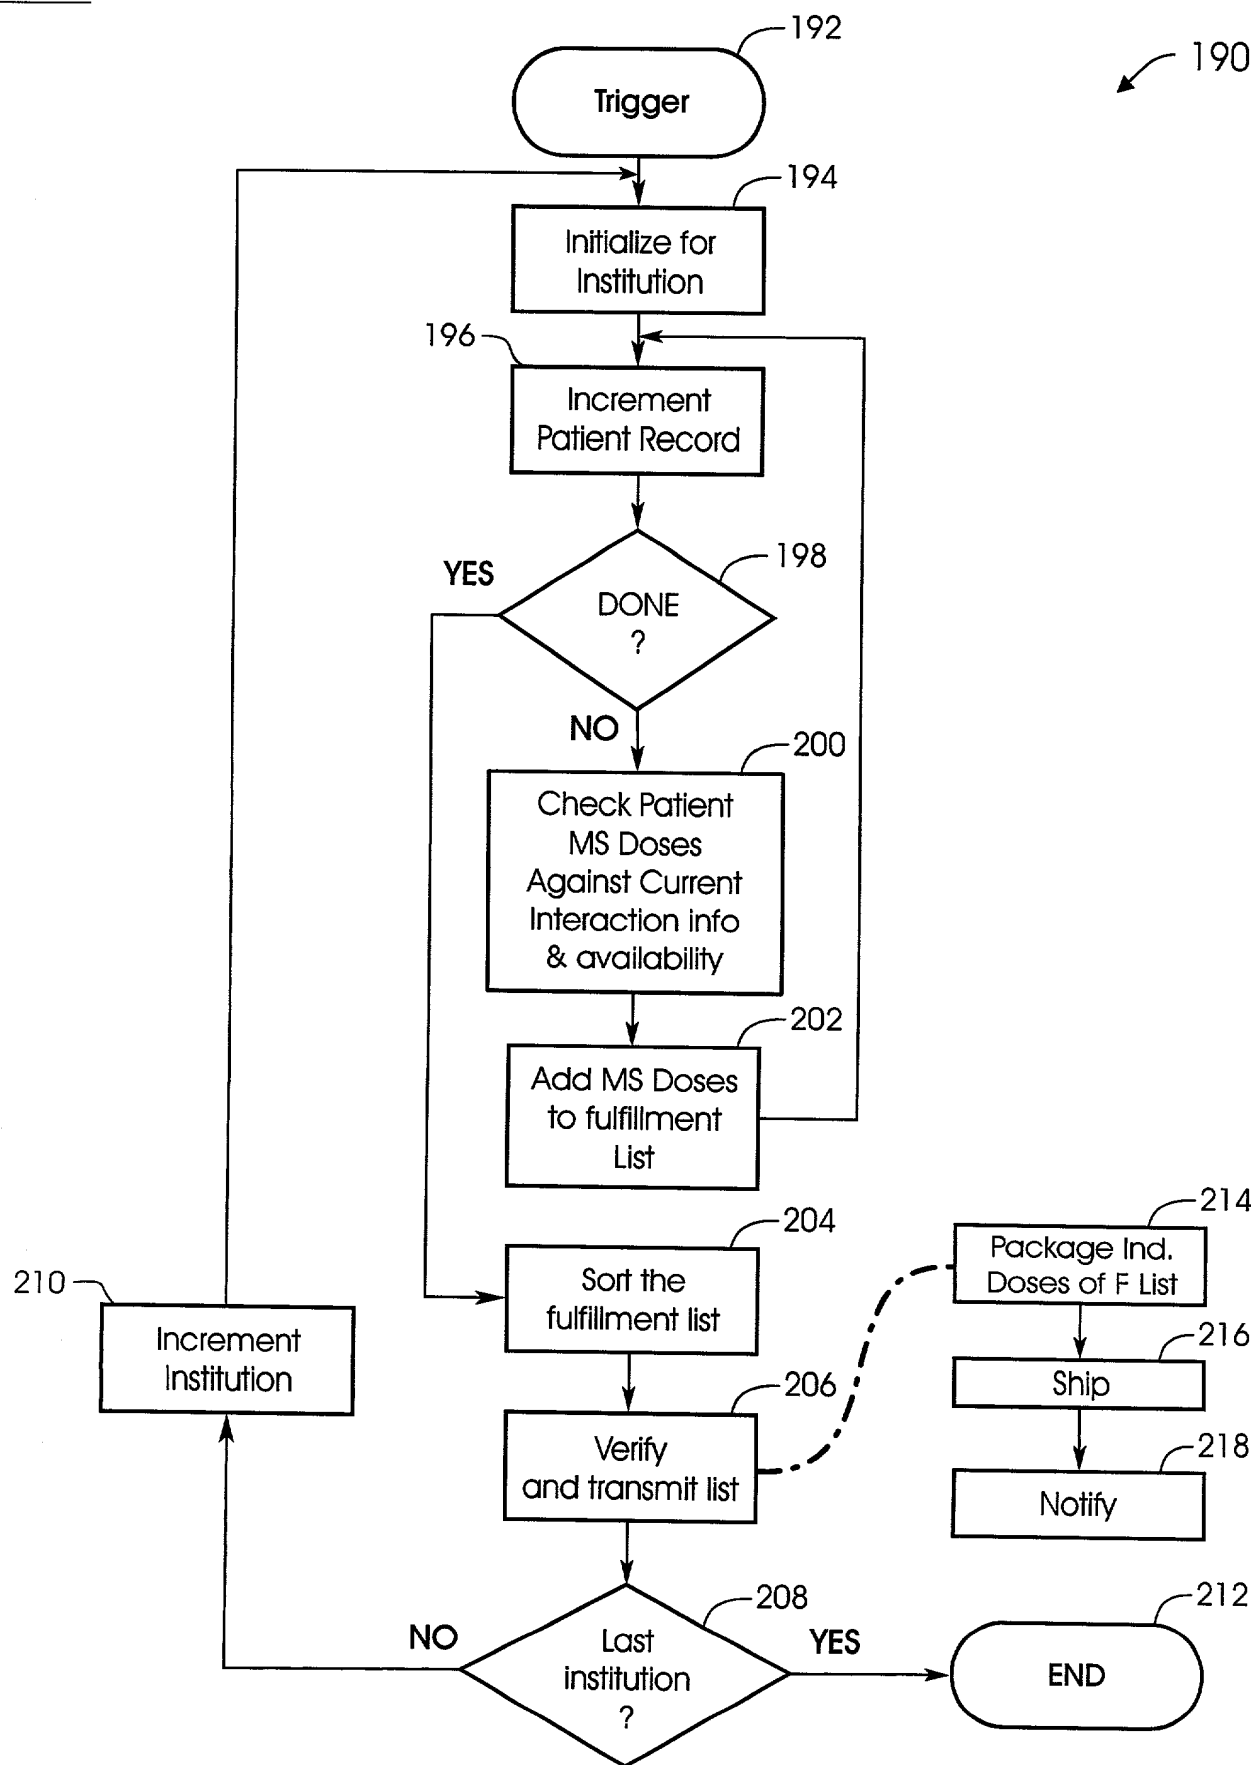 192
190
Trigger
194
Initialize for
Institution
196
Increment
Patient Record
198
YES
DONE
?
NO
200
Check Patient
MS Doses
Against Current
Interaction info
& availability
202
Add MS Doses
to fulfillment
List
204
Sort the
fulfillment list
214
Package Ind.
Doses of F List
210
Increment
Institution
216
Ship
206
Verify
and transmit list
218
Notify
208
NO
Last
institution
?
YES
212
END